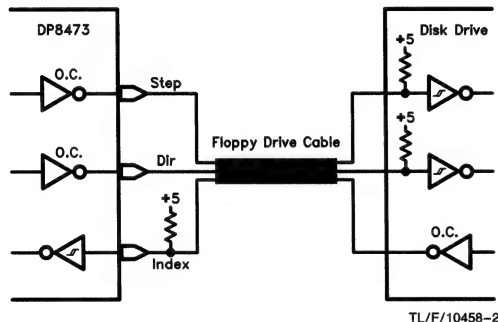 DP8473
Disk Drive
+5
O.C.
Step
+5
Floppy Drive Cable
O.C.
Dir
+5
O.C.
Index
TL/F/10458-2